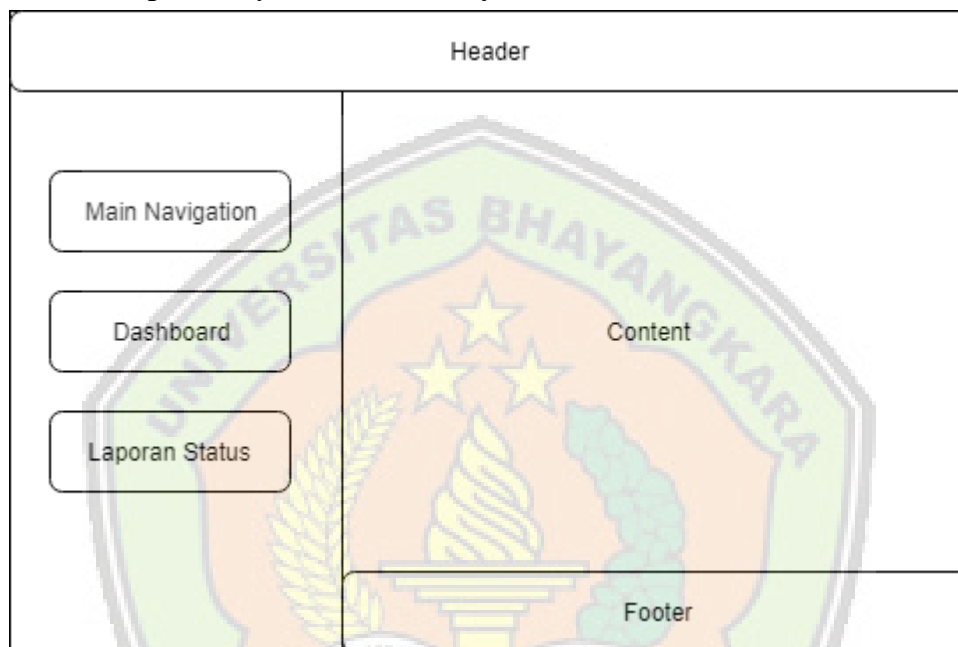 Header
Main Navigation
Dashboard
Laporan Status
Content
Footer
UNIVERSITAS BHAYANGKARA